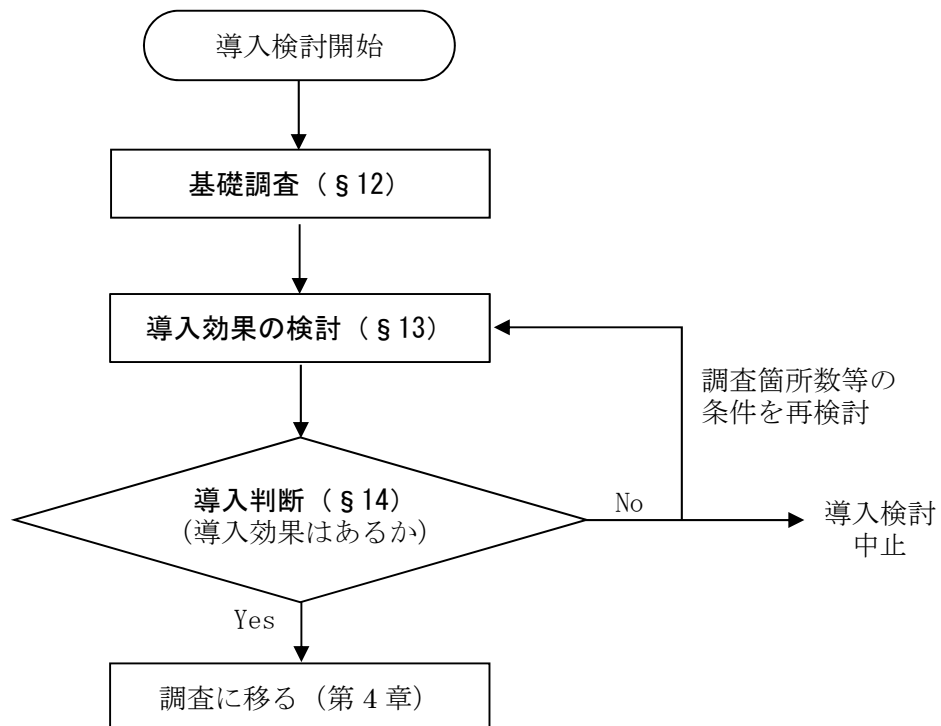 導入検討開始
基礎調査（§12）
導入効果の検討（§13）
調査箇所数等の
条件を再検討
導入判断（§14）
（導入効果はあるか）
No
導入検討
中止
Yes
調査に移る（第 4 章）